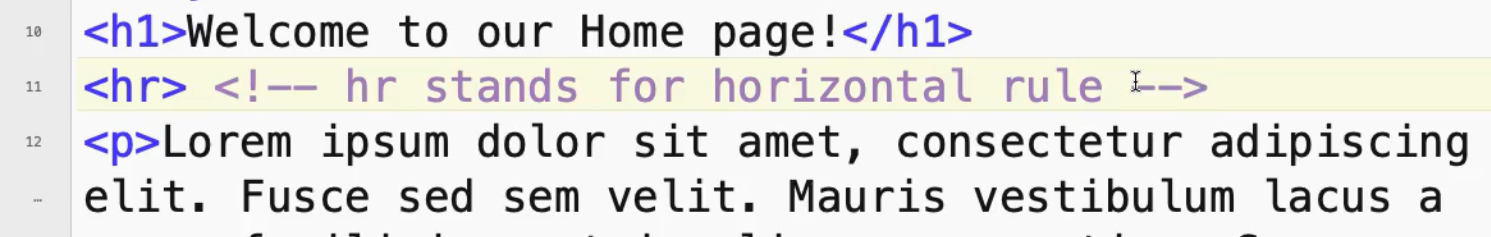 10 <h1>Welcome to our Home page!</h1>
11 <hr> <!-- hr stands for horizontal rule -->
12 <p>Lorem ipsum dolor sit amet, consectetur adipiscing
elit. Fusce sed sem velit. Mauris vestibulum lacus a